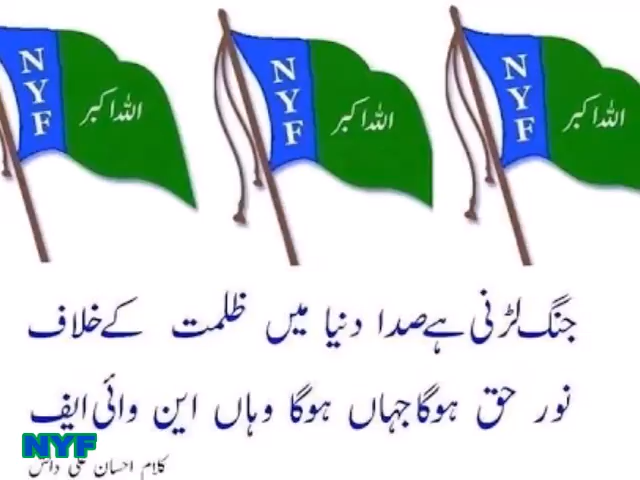 NYF
اللہ اکبر
NYF
اللہ اکبر
NYF
اللہ اکبر
جنگ لڑنی ہے صدا دنیا میں ظلمت کے خلاف
نور حق ہوگا جہاں ہوگا وہاں این وائی ایف
NYF
کلام احسان علی دانش